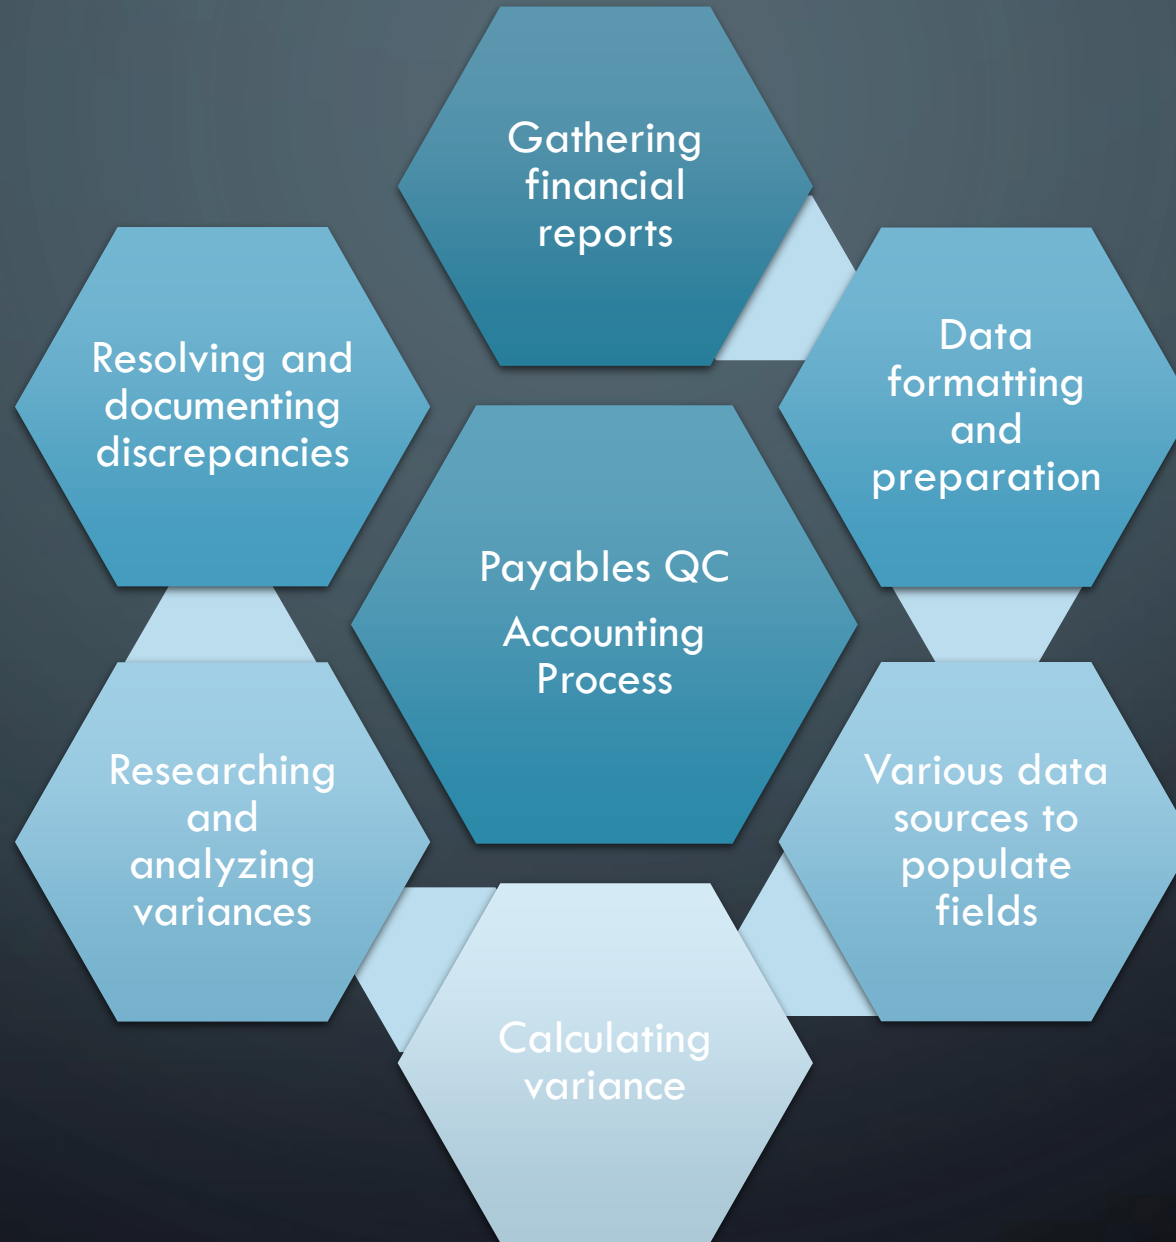 Gathering
financial
reports
Data
formatting
and
preparation
Various data
sources to
populate
fields
Calculating
variance
Researching
and
analyzing
variances
Resolving and
documenting
discrepancies
Payables QC
Accounting
Process